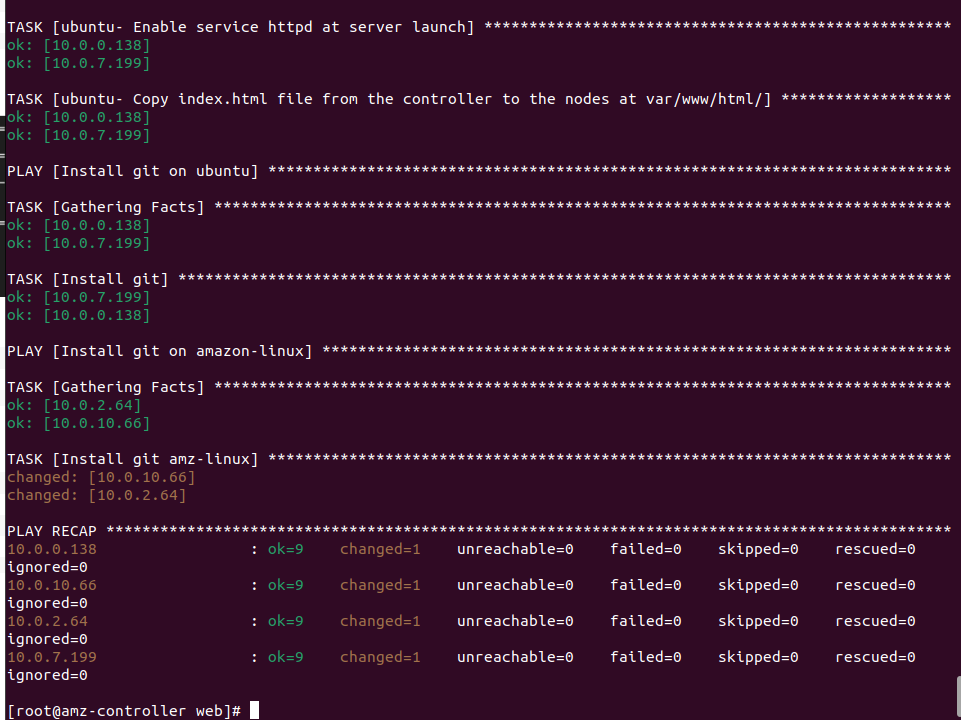 TASK [ubuntu- Enable service httpd at server launch] ****************************************************
ok: [10.0.0.138]
ok: [10.0.7.199]
TASK [ubuntu- Copy index.html file from the controller to the nodes at var/www/html/] *******************
ok: [10.0.0.138]
ok: [10.0.7.199]
PLAY [Install git on ubuntu] ****************************************************************************
TASK [Gathering Facts] **********************************************************************************
ok: [10.0.0.138]
ok: [10.0.7.199]
TASK [Install git] **************************************************************************************
ok: [10.0.7.199]
ok: [10.0.0.138]
PLAY [Install git on amazon-linux] **********************************************************************
TASK [Gathering Facts] **********************************************************************************
ok: [10.0.2.64]
ok: [10.0.10.66]
TASK [Install git amz-linux] ****************************************************************************
changed: [10.0.10.66]
changed: [10.0.2.64]
PLAY RECAP **********************************************************************************************
10.0.0.138                 : ok=9    changed=1    unreachable=0    failed=0    skipped=0    rescued=0
ignored=0
10.0.10.66                 : ok=9    changed=1    unreachable=0    failed=0    skipped=0    rescued=0
ignored=0
10.0.2.64                  : ok=9    changed=1    unreachable=0    failed=0    skipped=0    rescued=0
ignored=0
10.0.7.199                 : ok=9    changed=1    unreachable=0    failed=0    skipped=0    rescued=0
ignored=0
[root@amz-controller web]#